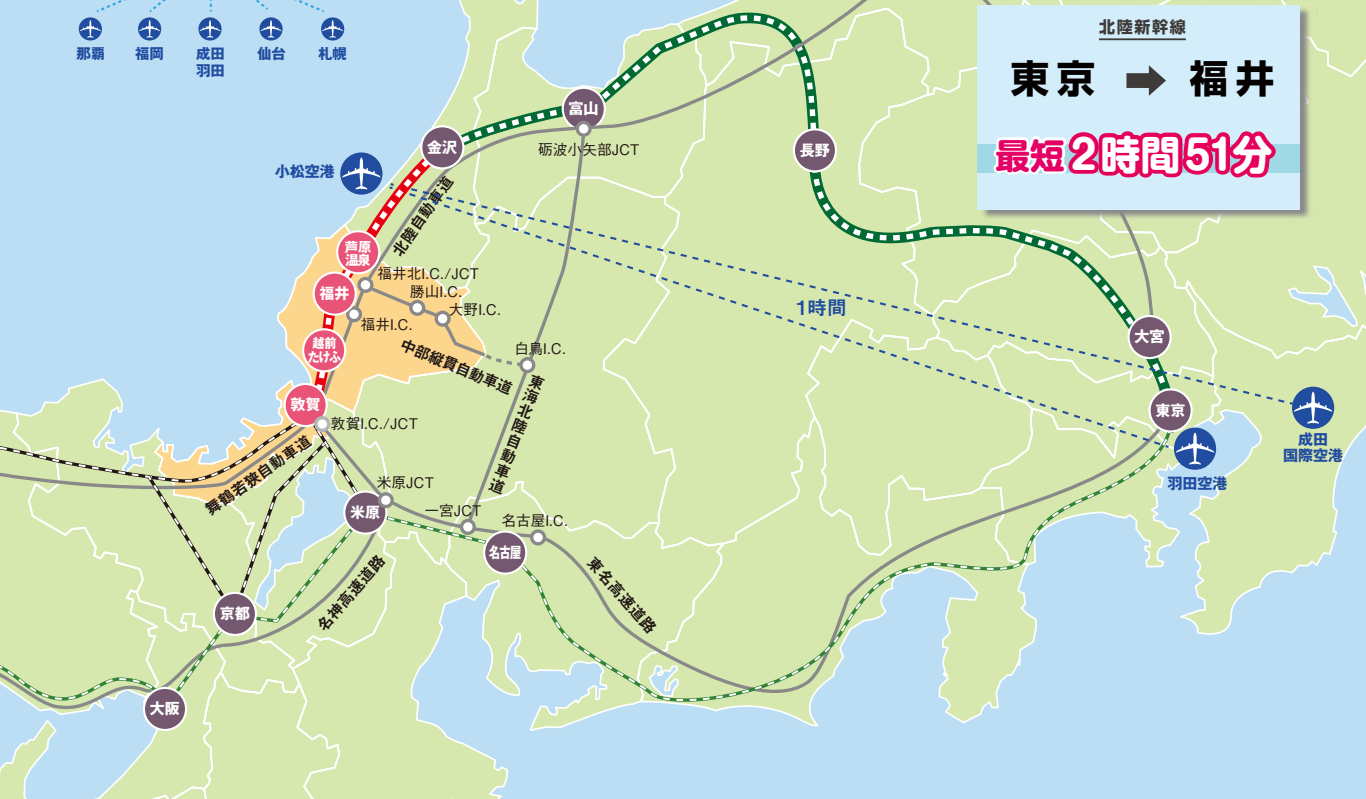 那覇
福岡
成田
羽田
仙台
札幌
北陸新幹線
東京 ➡ 福井
最短2時間51分
富山
砺波小矢部JCT
金沢
長野
小松空港
北陸自動車道
芦原
温泉
福井北I.C./JCT
福井
勝山I.C.
大野I.C.
福井I.C.
1時間
越前
たけふ
中部縦貫自動車道
白鳥I.C.
大宮
東海北陸自動車道
敦賀
敦賀I.C./JCT
東京
成田
国際空港
羽田空港
舞鶴若狭自動車道
米原JCT
米原
一宮JCT
名古屋I.C.
名古屋
東名高速道路
名神高速道路
京都
大阪